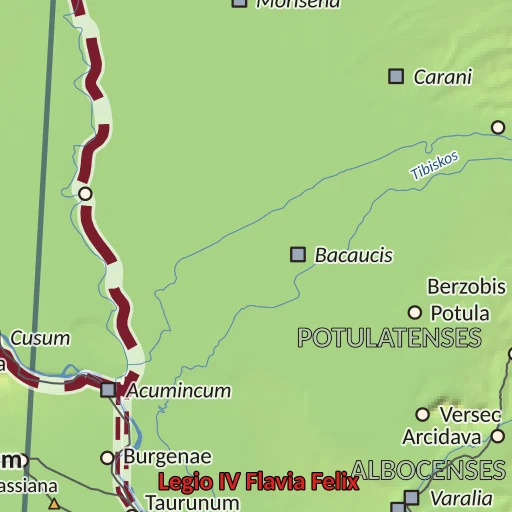 Morisena
Carani
Tibiskos
Bacaucis
Berzobis
Potula
POTULATENSES
Cusum
a
Acumincum
Versec
Arcidava
Burgenae
m
assiana
ALBOCENSES
Legio IV Flavia Felix
Varalia
Taurunum